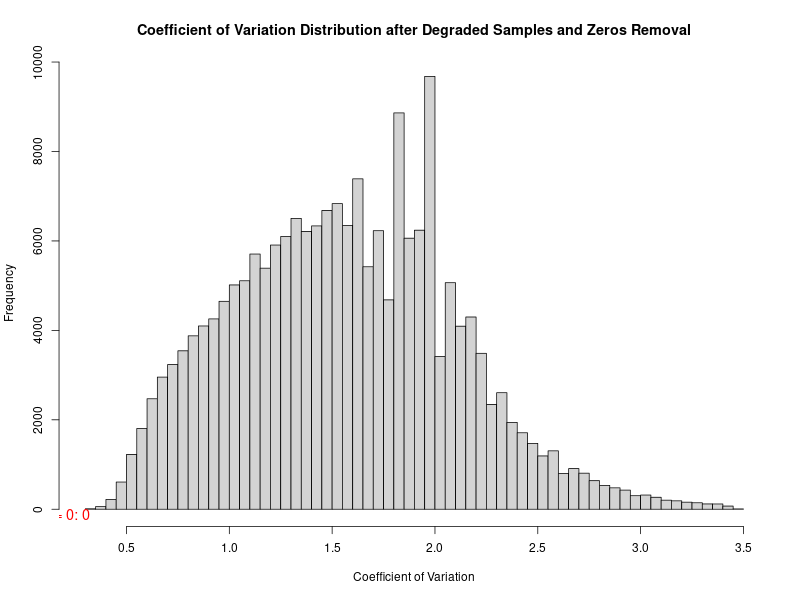 Coefficient of Variation Distribution after Degraded Samples and Zeros Removal
10000
8000
6000
4000
2000
0
Frequency
= 0: 0
0.5 1.0 1.5 2.0 2.5 3.0 3.5
Coefficient of Variation